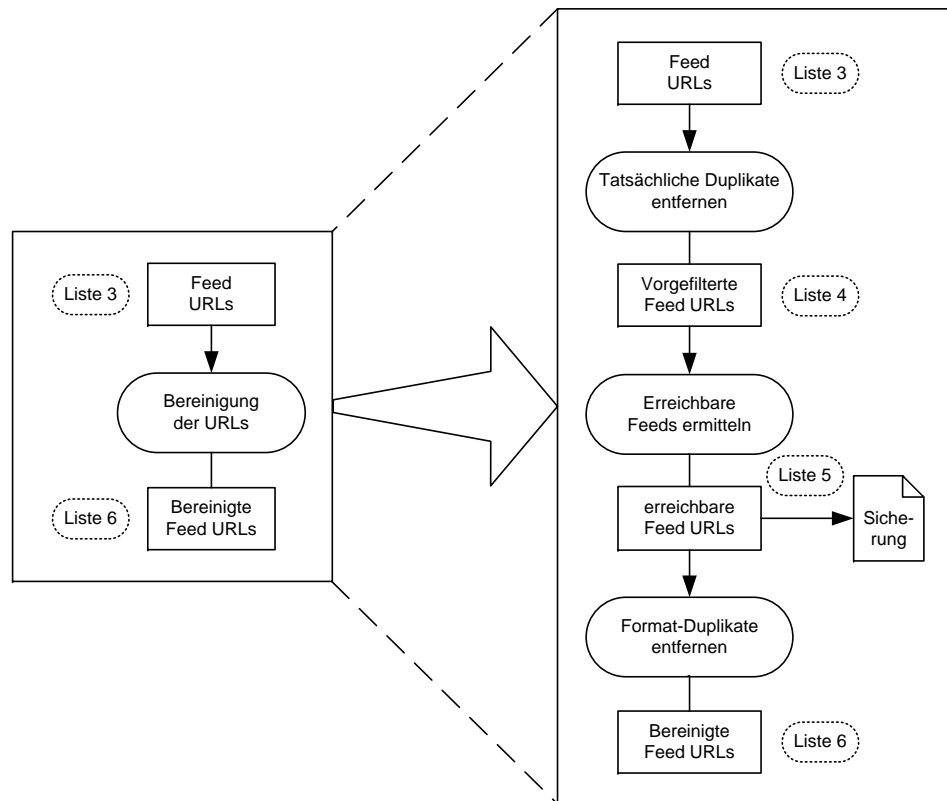 Liste 3
Feed
URLs
Bereinigung
der URLs
Liste 6
Bereinigte
Feed URLs
Feed
URLs
Liste 3
Tatsächliche Duplikate
entfernen
Vorgefilterte
Feed URLs
Liste 4
Erreichbare
Feeds ermitteln
Liste 5
erreichbare
Feed URLs
Siche-
rung
Format-Duplikate
entfernen
Bereinigte
Feed URLs
Liste 6